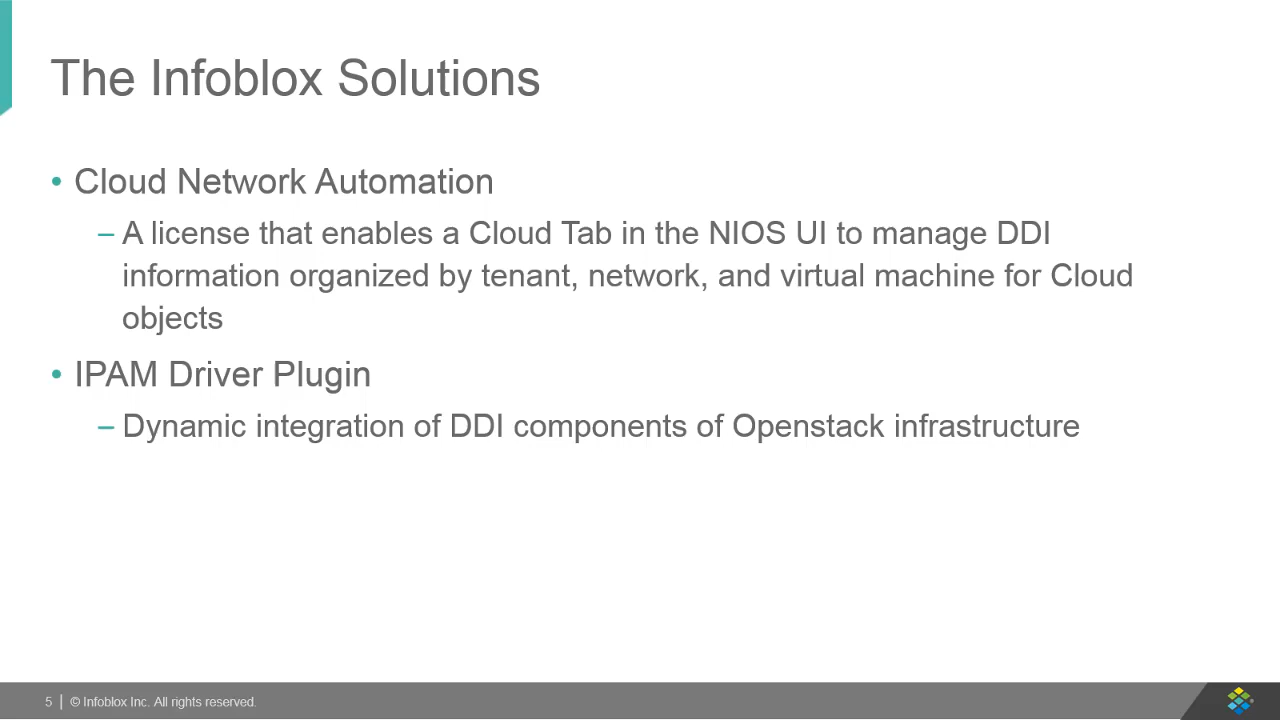 The Infoblox Solutions
• Cloud Network Automation
– A license that enables a Cloud Tab in the NIOS UI to manage DDI
information organized by tenant, network, and virtual machine for Cloud
objects
• IPAM Driver Plugin
– Dynamic integration of DDI components of Openstack infrastructure
5 | © Infoblox Inc. All rights reserved.